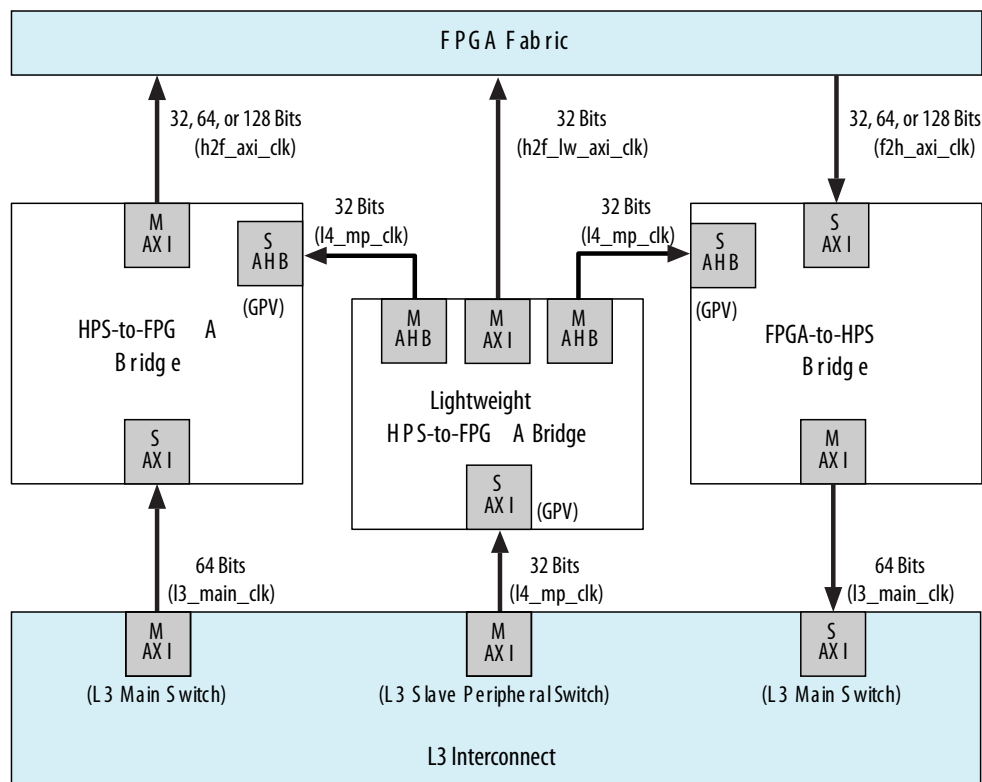 FPGA Fabric
32, 64, or 128 Bits
(h2f_axi_clk)
32 Bits
(h2f_lw_axi_clk)
32, 64, or 128 Bits
(f2h_axi_clk)
M
AXI
S
AHB
(GPV)
32 Bits
(l4_mp_clk)
32 Bits
(l4_mp_clk)
S
AHB
(GPV)
S
AXI
HPS-to-FPG A
Bridge
M
AHB
M
AXI
M
AHB
FPGA-to-HPS
Bridge
Lightweight
HPS-to-FPG A Bridge
S
AXI
S
AXI
(GPV)
M
AXI
64 Bits
(l3_main_clk)
32 Bits
(l4_mp_clk)
64 Bits
(l3_main_clk)
M
AXI
M
AXI
S
AXI
(L3 Main Switch)
(L3 Slave Peripheral Switch)
(L3 Main Switch)
L3 Interconnect